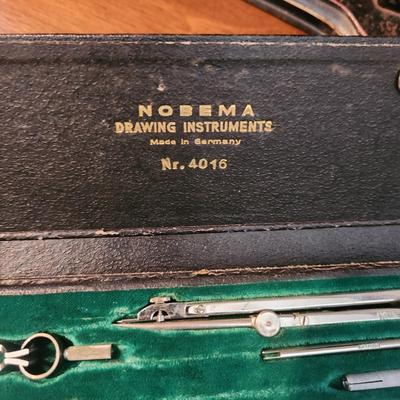 NOBEMA
DRAWING INSTRUMENTS
Made in Germany
Nr. 4016